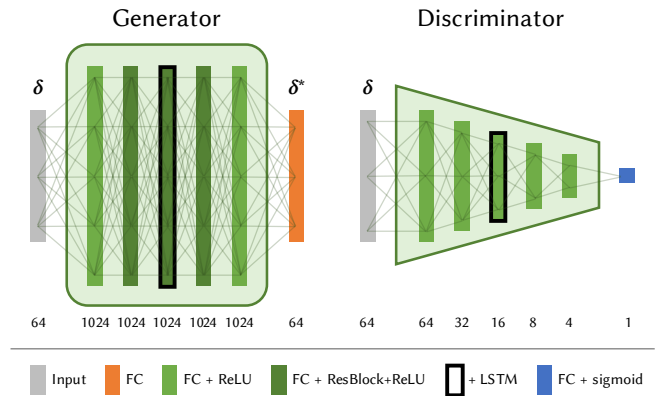 Generator Discriminator
δ δ* δ
64 1024 1024 1024 1024 1024 64 64 64 32 16 8 4 1
Input FC FC + ReLU FC + ResBlock+ReLU + LSTM FC + sigmoid